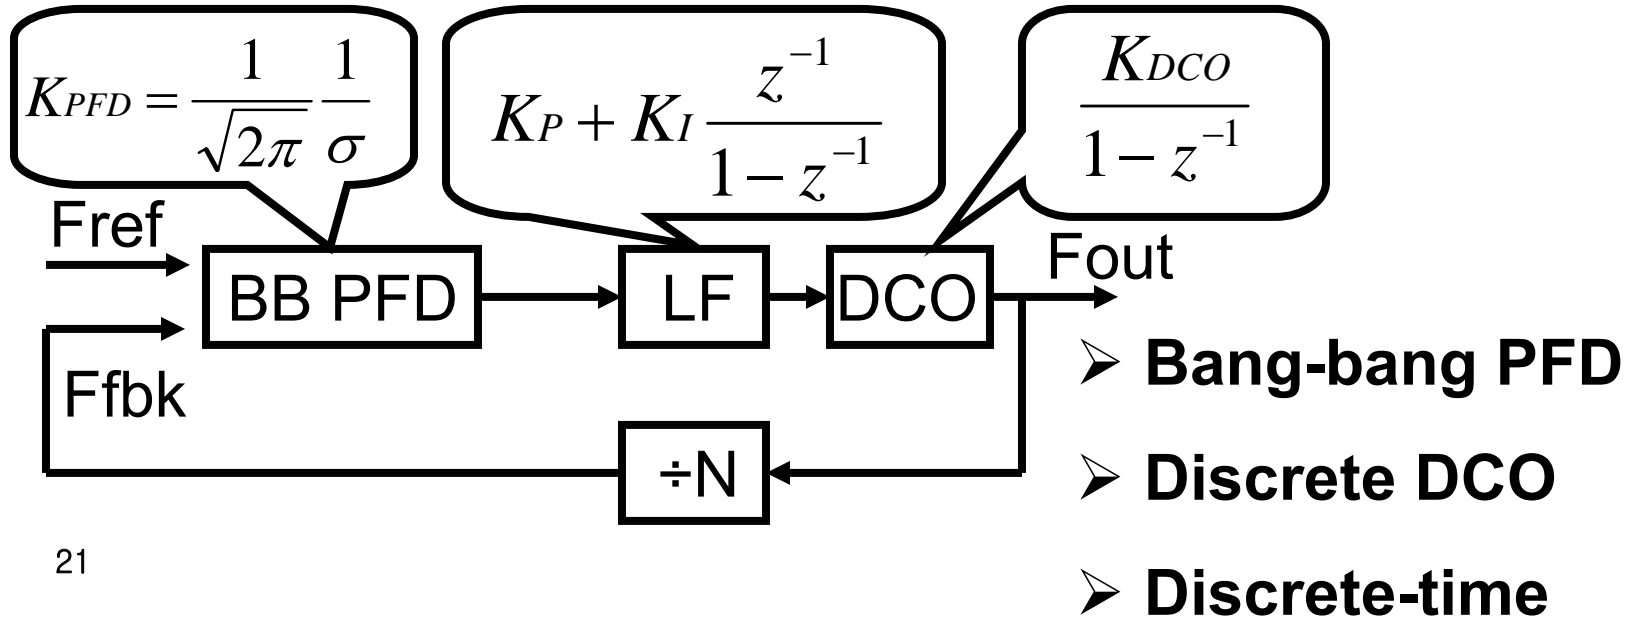 K_PFD = 1/√(2π) 1/σ
K_P + K_I z^−1/(1 − z^−1)
K_DCO/(1 − z^−1)
Fref
BB PFD
LF
DCO
Fout
Ffbk
÷N
➢ Bang-bang PFD
➢ Discrete DCO
➢ Discrete-time
21